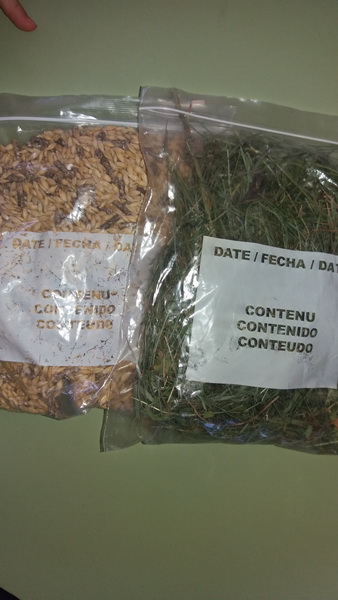 DATE / FECHA / DA
CONTENU
CONTENIDO
CONTEUDO
DATE / FECHA / DAT
CONTENU
CONTENIDO
CONTEUDO